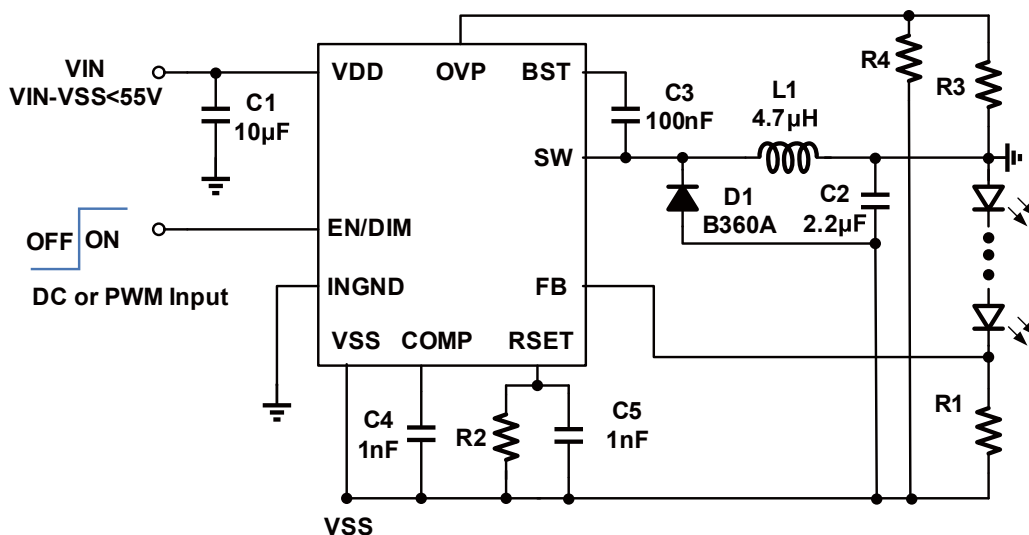 VIN
VIN-VSS<55V
C1
10µF
OFF
ON
DC or PWM Input
VDD
OVP
BST
SW
EN/DIM
INGND
FB
VSS
COMP
RSET
C3
100nF
L1
4.7µH
R4
R3
D1
B360A
C2
2.2µF
C4
1nF
R2
C5
1nF
R1
VSS